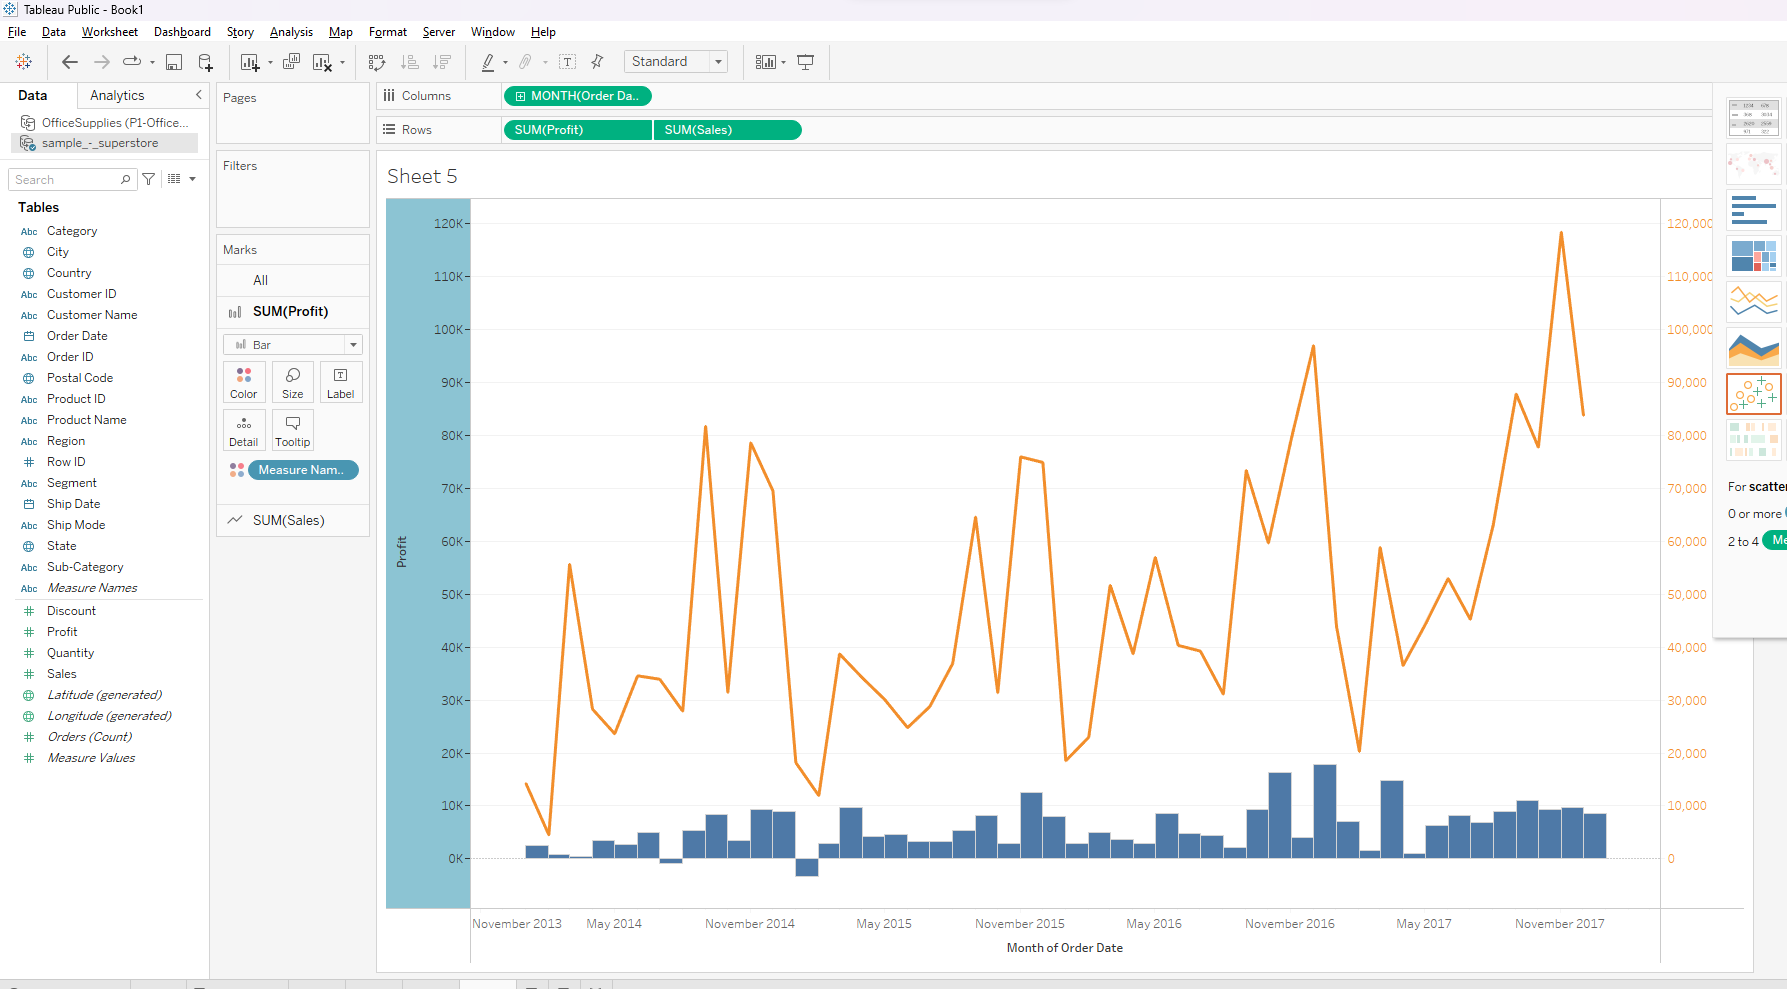 Tableau Public - Book1
File Data Worksheet Dashboard Story Analysis Map Format Server Window Help
Standard
Data Analytics
OfficeSupplies (P1-Office...
sample_-_superstore
Search
Tables
Category
City
Country
Customer ID
Customer Name
Order Date
Order ID
Postal Code
Product ID
Product Name
Region
Row ID
Segment
Ship Date
Ship Mode
State
Sub-Category
Measure Names
Discount
Profit
Quantity
Sales
Latitude (generated)
Longitude (generated)
Orders (Count)
Measure Values
Pages
Filters
Marks
All
SUM(Profit)
Bar
Color Size Label
Detail Tooltip
Measure Nam..
SUM(Sales)
Columns MONTH(Order Da..
Rows SUM(Profit) SUM(Sales)
Sheet 5
Profit
120K
110K
100K
90K
80K
70K
60K
50K
40K
30K
20K
10K
0K
120,000
110,000
100,000
90,000
80,000
70,000
60,000
50,000
40,000
30,000
20,000
10,000
0
November 2013 May 2014 November 2014 May 2015 November 2015 May 2016 November 2016 May 2017 November 2017
Month of Order Date
For scatter
0 or more
2 to 4 Me